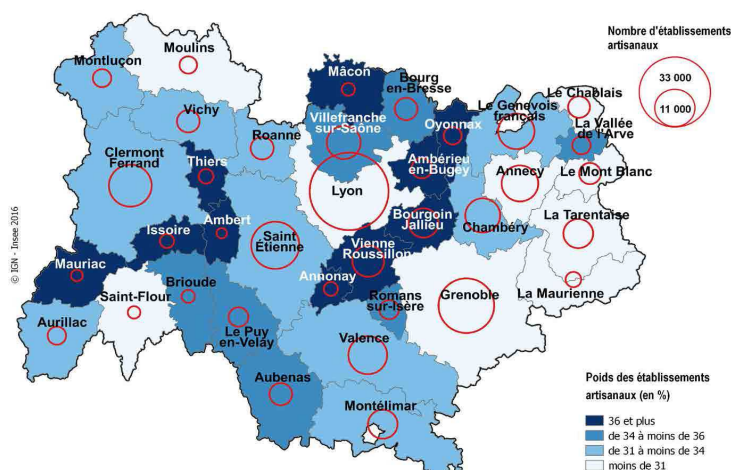 Nombre d'établissements
artisanaux
33 000
11 000
Moulins
Montluçon
Mâcon
Bourg
en-Bresse
Le Chablais
Vichy
Villefranche
sur-Saône
Oyonnax
Le Genevois
français
La Vallée
de l'Arve
Roanne
Clermont
Ferrand
Thiers
Ambérieu
en-Bugey
Annecy
Le Mont Blanc
Lyon
Issoire
Ambert
Saint
Étienne
Bourgoin
Jallieu
Chambéry
La Tarentaise
Vienne
Roussillon
Mauriac
Annonay
Brioude
Saint-Flour
Romans
sur-Isère
Grenoble
La Maurienne
Aurillac
Le Puy
en-Velay
Valence
Aubenas
Montélimar
© IGN - Insee 2016
Poids des établissements
artisanaux (en %)
36 et plus
de 34 à moins de 36
de 31 à moins de 34
moins de 31